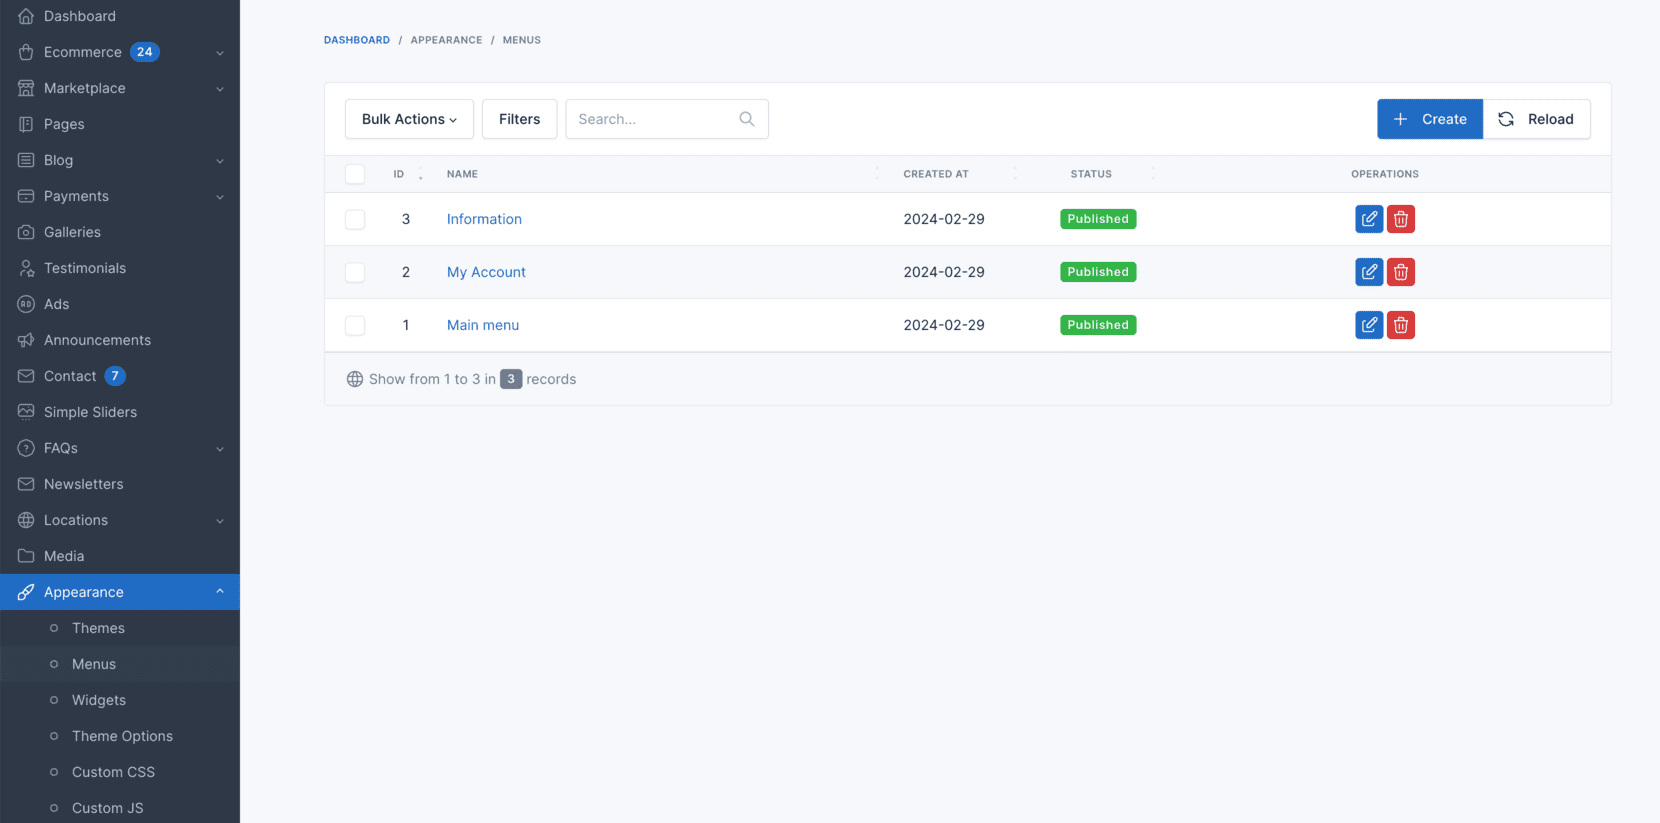 Dashboard
Ecommerce 24
Marketplace
Pages
Blog
Payments
Galleries
Testimonials
AD Ads
Announcements
Contact 7
Simple Sliders
? FAQs
Newsletters
Locations
Media
Appearance
Themes
Menus
Widgets
Theme Options
Custom CSS
Custom JS
DASHBOARD / APPEARANCE / MENUS
Bulk Actions Filters Search... Create Reload
ID NAME CREATED AT STATUS OPERATIONS
3 Information 2024-02-29 Published
2 My Account 2024-02-29 Published
1 Main menu 2024-02-29 Published
Show from 1 to 3 in 3 records